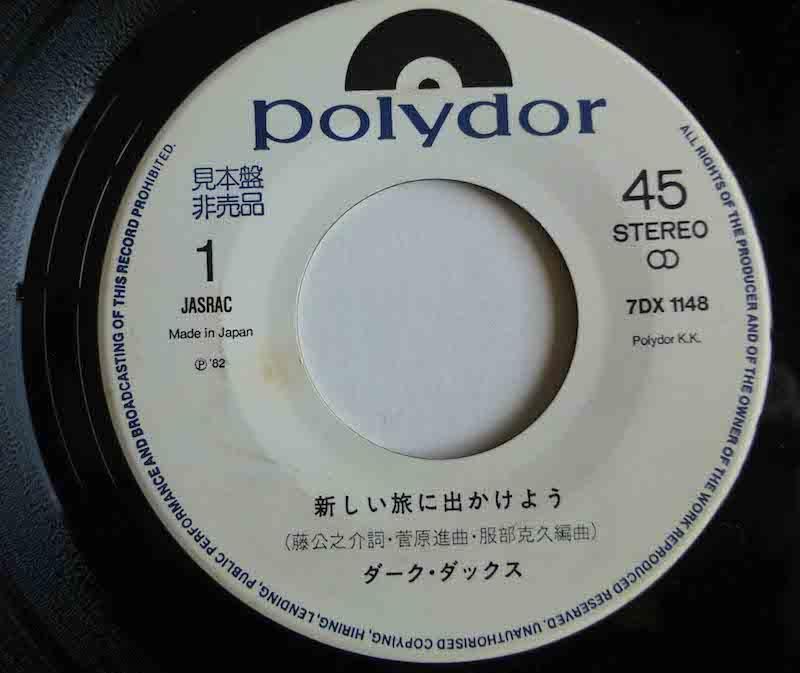 polydor
見本盤
非売品
1
JASRAC
Made in Japan
Ⓟ '82
45
STEREO
7DX 1148
Polydor K.K.
新しい旅に出かけよう
(藤公之介詞・菅原進曲・服部克久編曲)
ダーク・ダックス
ALL RIGHTS OF THE PRODUCER AND OF THE OWNER OF THE WORK REPRODUCED RESERVED. UNAUTHORISED COPYING, HIRING, LENDING, PUBLIC PERFORMANCE AND BROADCASTING OF THIS RECORD PROHIBITED.